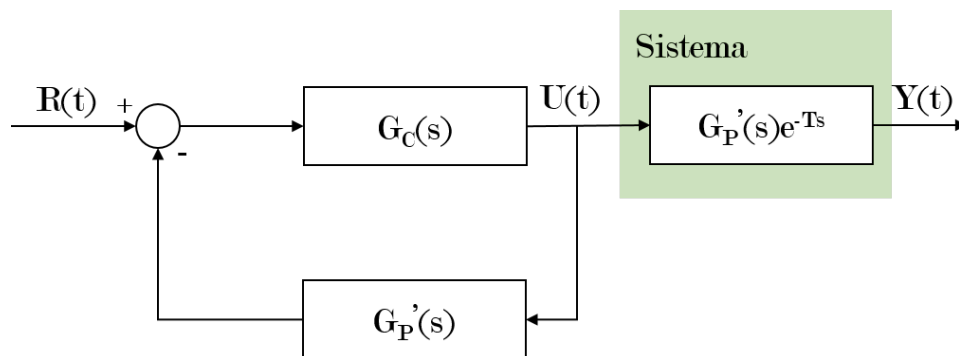 Sistema
R(t)
+
-
G_C(s)
U(t)
G_P'(s)e^{-Ts}
Y(t)
G_P'(s)